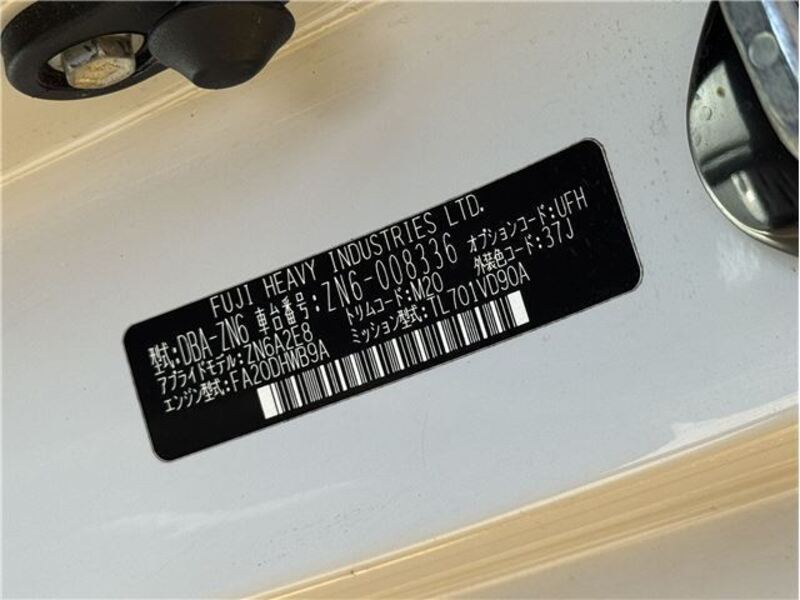 FUJI HEAVY INDUSTRIES LTD.
型式:DBA-ZN6 車台番号:ZN6-008336 オプションコード:UFH
アプライドモデル:ZN6A2E8 トリムコード:M20 外装色コード:37J
エンジン型式:FA20DHWB9A ミッション型式:TL701VD90A